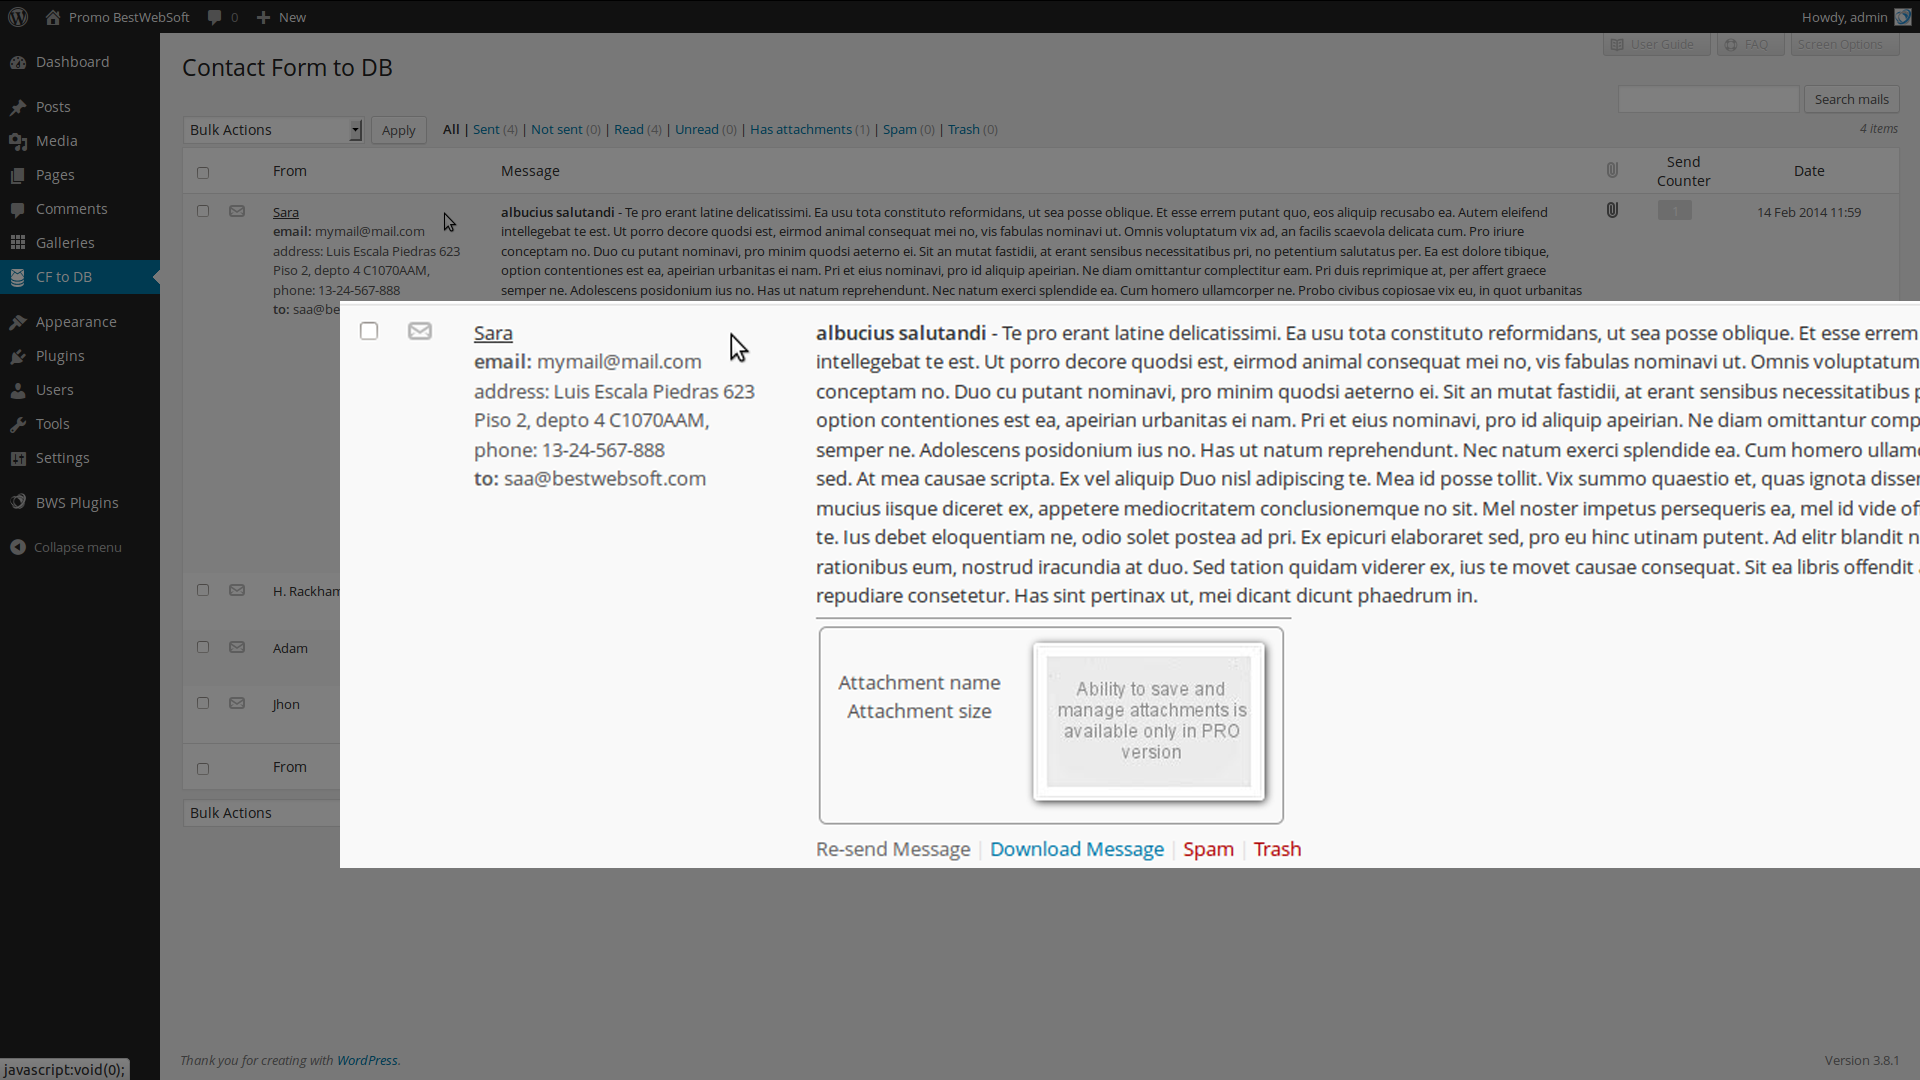 Promo BestWebSoft 0 New Howdy, admin
User Guide FAQ Screen Options
Dashboard
Posts
Media
Pages
Comments
Galleries
CF to DB
Appearance
Plugins
Users
Tools
Settings
BWS Plugins
Collapse menu
Contact Form to DB
Search mails
Bulk Actions Apply All | Sent (4) | Not sent (0) | Read (4) | Unread (0) | Has attachments (1) | Spam (0) | Trash (0) 4 items
From Message Send Counter Date
Sara
email: mymail@mail.com
address: Luis Escala Piedras 623
Piso 2, depto 4 C1070AAM,
phone: 13-24-567-888
to: saa@be
albucius salutandi - Te pro erant latine delicatissimi. Ea usu tota constituto reformidans, ut sea posse oblique. Et esse errem putant quo, eos aliquip recusabo ea. Autem eleifend
intellegebat te est. Ut porro decore quodsi est, eirmod animal consequat mei no, vis fabulas nominavi ut. Omnis voluptatum vix ad, an facilis scaevola delicata cum. Pro iriure
conceptam no. Duo cu putant nominavi, pro minim quodsi aeterno ei. Sit an mutat fastidii, at erant sensibus necessitatibus per, no petentium salutatus per. Ea est dolore tibique,
option contentiones est ea, apeirian urbanitas ei nam. Pri et eius nominavi, pro id aliquip apeirian. Ne diam omittantur complectitur eam. Pri duis reprimique at, per affert graece
semper ne. Adolescens posidonium ius no. Has ut natum reprehendunt. Nec natum exerci splendide ea. Cum homero ullamcorper ne. Probo civibus copiosae vix eu, in quot urbanitas
1
14 Feb 2014 11:59
Sara
email: mymail@mail.com
address: Luis Escala Piedras 623
Piso 2, depto 4 C1070AAM,
phone: 13-24-567-888
to: saa@bestwebsoft.com
albucius salutandi - Te pro erant latine delicatissimi. Ea usu tota constituto reformidans, ut sea posse oblique. Et esse errem
intellegebat te est. Ut porro decore quodsi est, eirmod animal consequat mei no, vis fabulas nominavi ut. Omnis voluptatum
conceptam no. Duo cu putant nominavi, pro minim quodsi aeterno ei. Sit an mutat fastidii, at erant sensibus necessitatibus p
option contentiones est ea, apeirian urbanitas ei nam. Pri et eius nominavi, pro id aliquip apeirian. Ne diam omittantur comp
semper ne. Adolescens posidonium ius no. Has ut natum reprehendunt. Nec natum exerci splendide ea. Cum homero ullamc
sed. At mea causae scripta. Ex vel aliquip Duo nisl adipiscing te. Mea id posse tollit. Vix summo quaestio et, quas ignota disser
mucius iisque diceret ex, appetere mediocritatem conclusionemque no sit. Mel noster impetus persequeris ea, mel id vide of
te. Ius debet eloquentiam ne, odio solet postea ad pri. Ex epicuri elaboraret sed, pro eu hinc utinam putent. Ad elitr blandit n
rationibus eum, nostrud iracundia at duo. Sed tation quidam viderer ex, ius te movet causae consequat. Sit ea libris offendit
repudiare consetetur. Has sint pertinax ut, mei dicant dicunt phaedrum in.
Attachment name
Attachment size
Ability to save and
manage attachments is
available only in PRO
version
Re-send Message | Download Message | Spam | Trash
H. Rackham
Adam
Jhon
From
Bulk Actions
Thank you for creating with WordPress. Version 3.8.1
javascript:void(0);